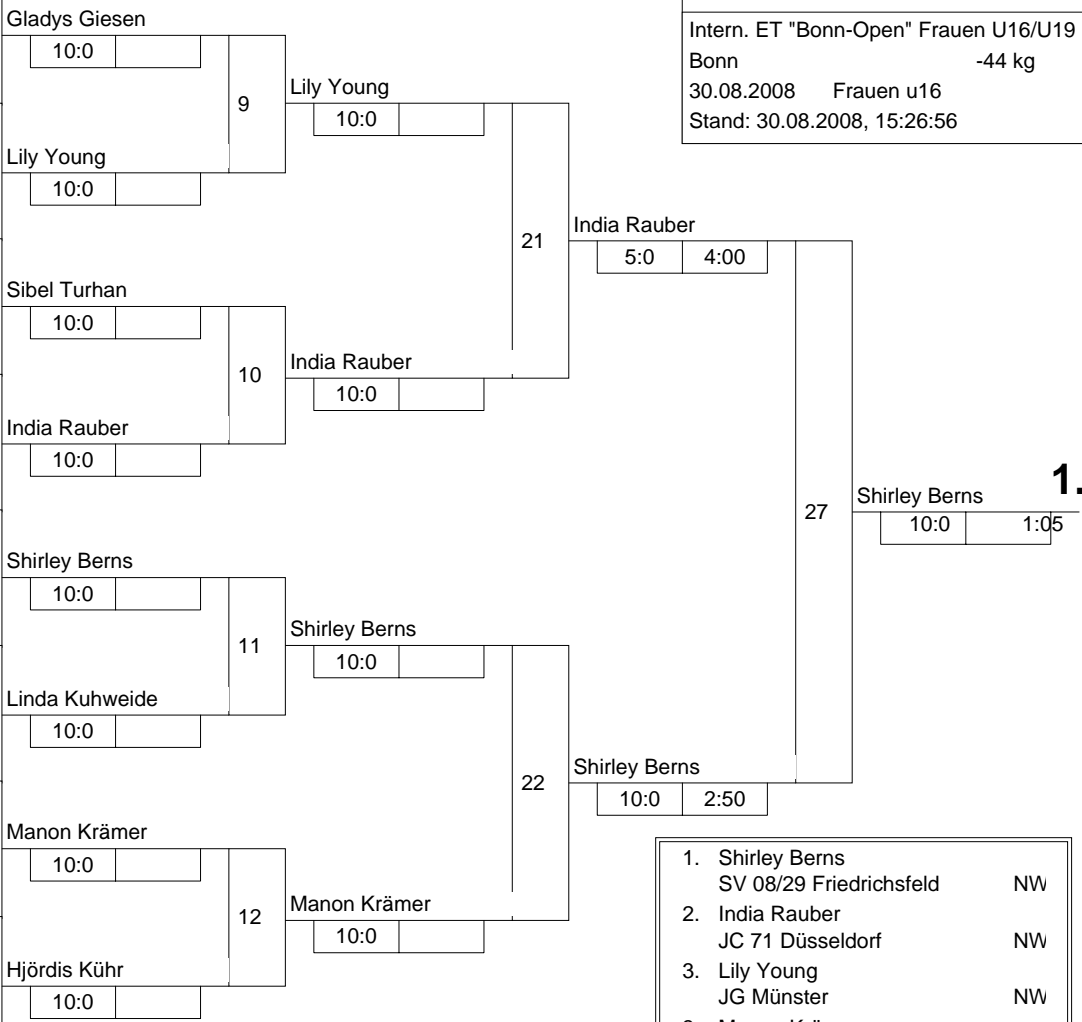 Gladys Giesen
10:0
9
Lily Young
10:0
Lily Young
10:0
21
India Rauber
5:0 4:00
Sibel Turhan
10:0
10
India Rauber
10:0
India Rauber
10:0
27
Shirley Berns 1.
10:0 1:05
Shirley Berns
10:0
11
Shirley Berns
10:0
Linda Kuhweide
10:0
22
Shirley Berns
10:0 2:50
Manon Krämer
10:0
12
Manon Krämer
10:0
Hjördis Kühr
10:0
Intern. ET "Bonn-Open" Frauen U16/U19
Bonn -44 kg
30.08.2008 Frauen u16
Stand: 30.08.2008, 15:26:56
1. Shirley Berns
SV 08/29 Friedrichsfeld NW
2. India Rauber
JC 71 Düsseldorf NW
3. Lily Young
JG Münster NW